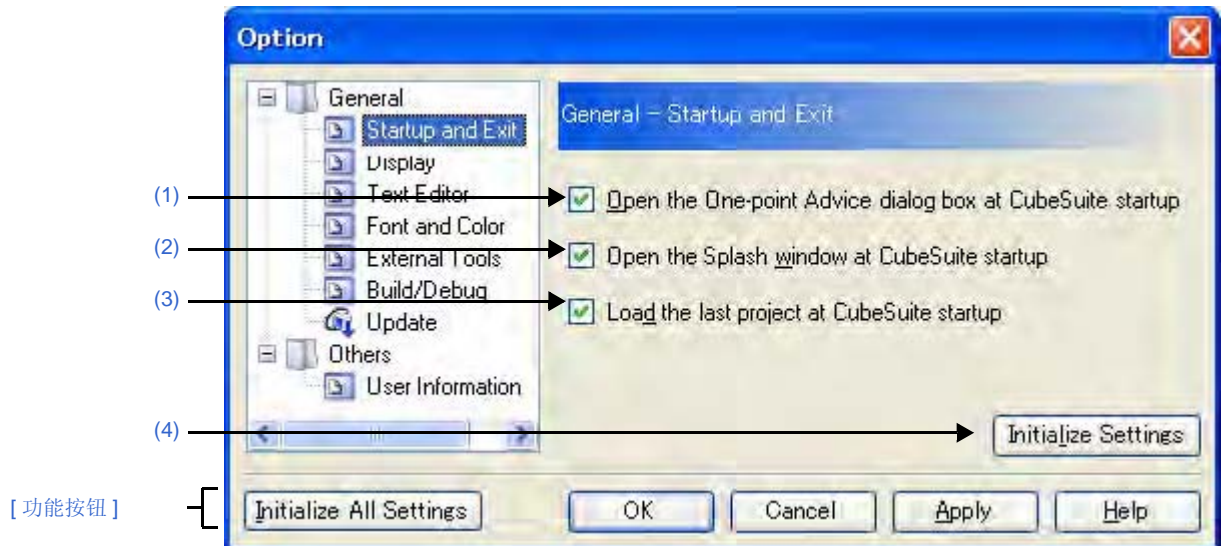 Option
General
Startup and Exit
Display
Text Editor
Font and Color
External Tools
Build/Debug
Update
Others
User Information
General - Startup and Exit
(1)
Open the One-point Advice dialog box at CubeSuite startup
(2)
Open the Splash window at CubeSuite startup
(3)
Load the last project at CubeSuite startup
(4)
Initialize Settings
[ 功能按钮 ]
Initialize All Settings
OK
Cancel
Apply
Help